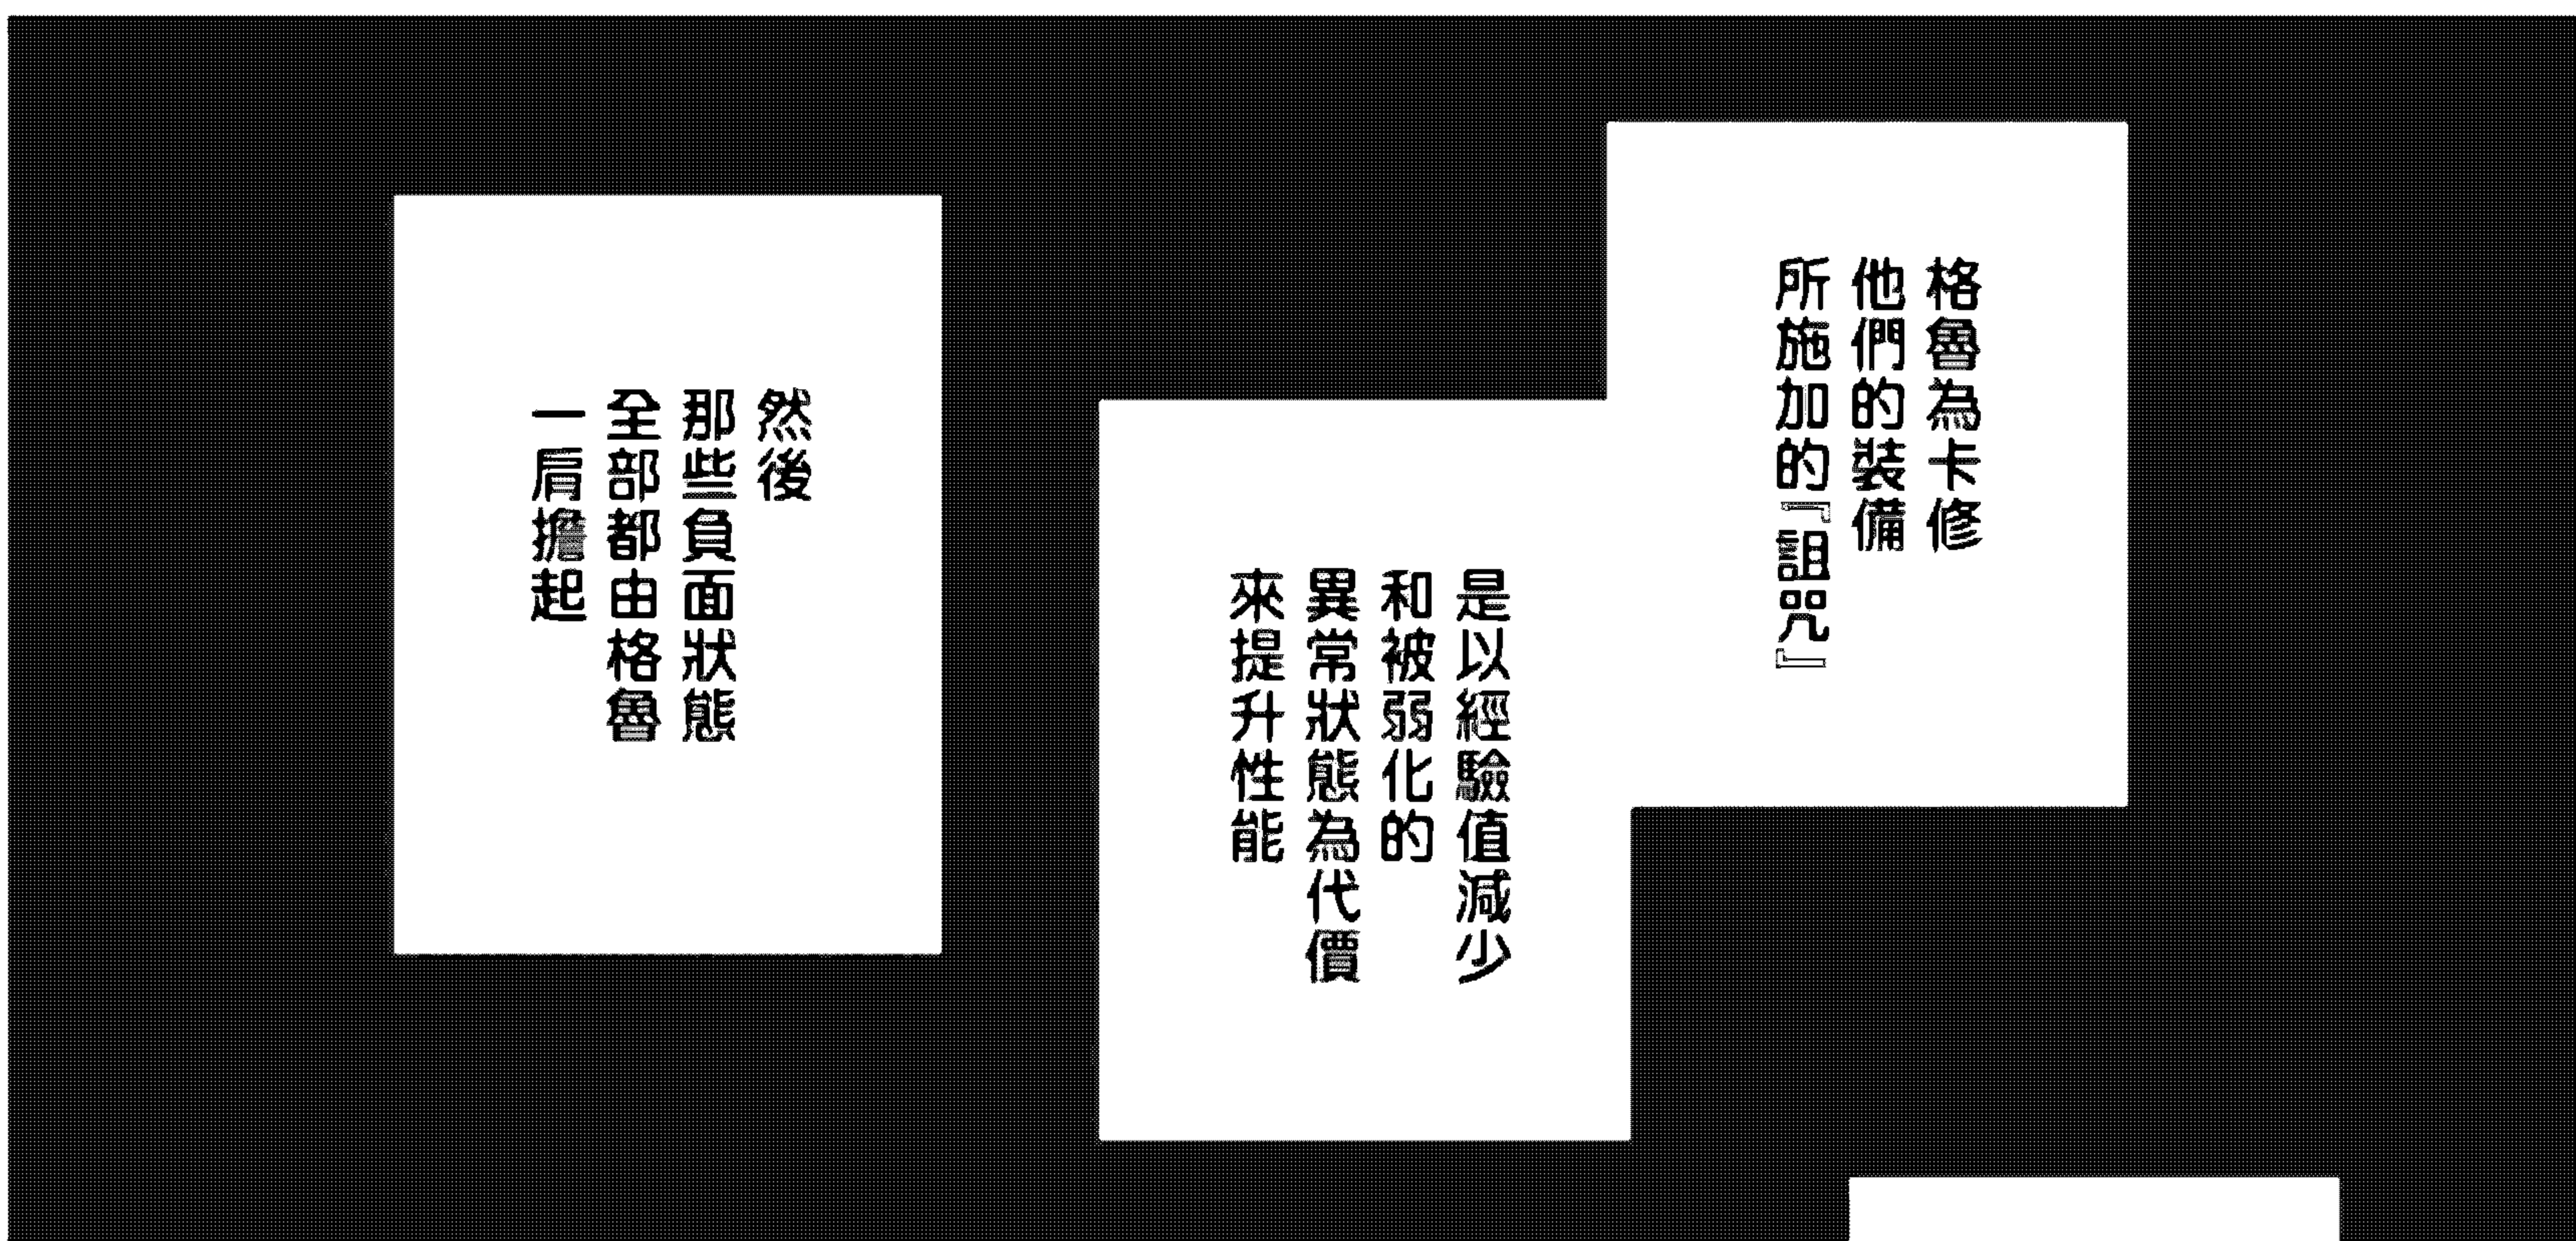 格魯為卡修
他們的裝備
所施加的『詛咒』
是以經驗值減少
和被弱化的
異常狀態為代價
來提升性能
然後
那些負面狀態
全部都由格魯
一肩擔起